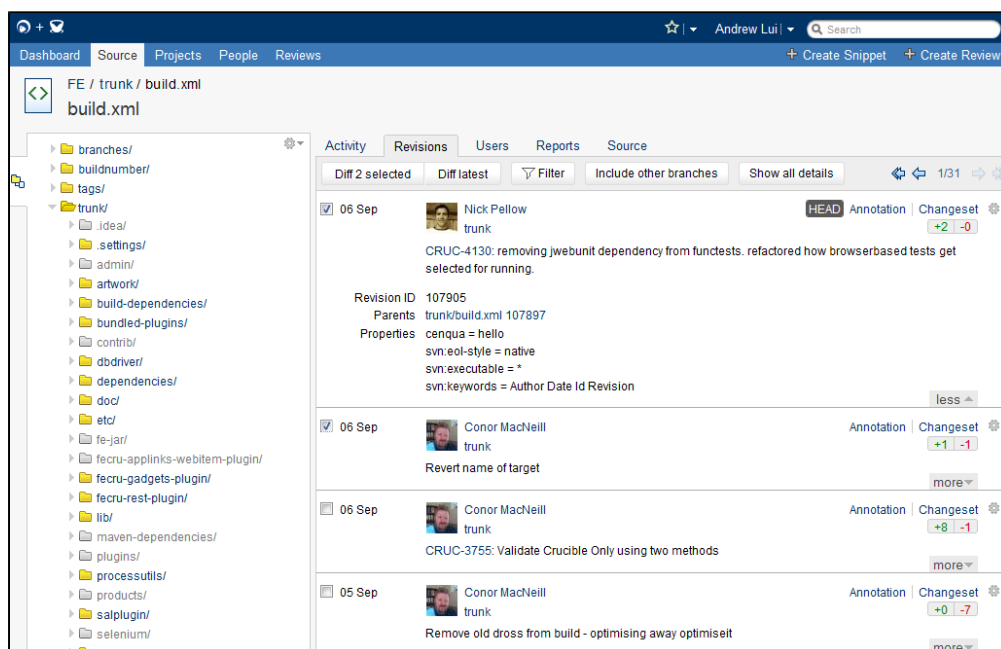 +
Andrew Lui
Search
Dashboard Source Projects People Reviews
+ Create Snippet + Create Review
FE / trunk / build.xml
build.xml
branches/
buildnumber/
tags/
trunk/
.idea/
.settings/
admin/
artwork/
build-dependencies/
bundled-plugins/
contrib/
dbdriver/
dependencies/
doc/
etc/
fe-jar/
fecru-applinks-webitem-plugin/
fecru-gadgets-plugin/
fecru-rest-plugin/
lib/
maven-dependencies/
plugins/
processutils/
products/
salplugin/
selenium/
Activity Revisions Users Reports Source
Diff 2 selected Diff latest Filter Include other branches Show all details 1/31
06 Sep Nick Pellow HEAD Annotation Changeset
trunk +2 -0
CRUC-4130: removing jwebunit dependency from functests. refactored how browserbased tests get
selected for running.
Revision ID 107905
Parents trunk/build.xml 107897
Properties cenqua = hello
svn:eol-style = native
svn:executable = *
svn:keywords = Author Date Id Revision
less
06 Sep Conor MacNeill Annotation Changeset
trunk +1 -1
Revert name of target
more
06 Sep Conor MacNeill Annotation Changeset
trunk +8 -1
CRUC-3755: Validate Crucible Only using two methods
more
05 Sep Conor MacNeill Annotation Changeset
trunk +0 -7
Remove old dross from build - optimising away optimiseit
more